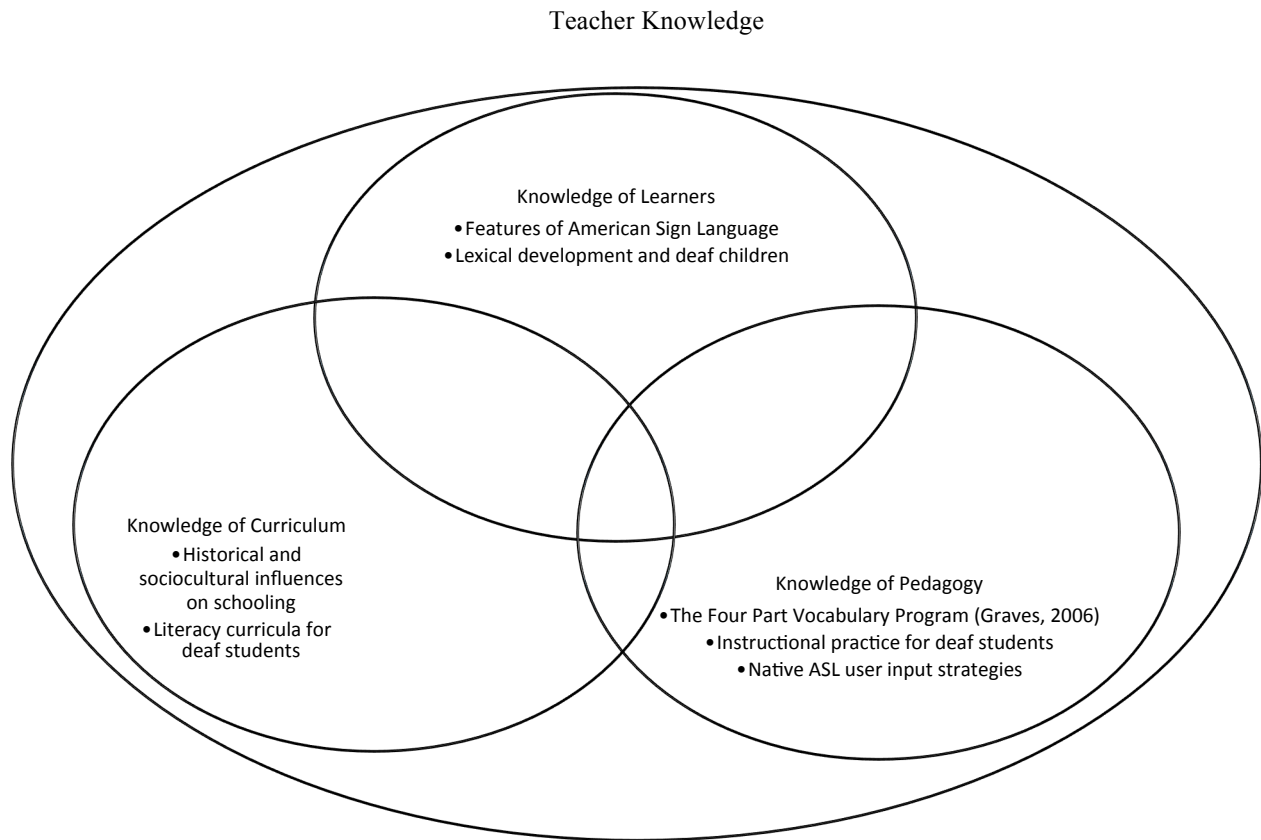 Teacher Knowledge
Knowledge of Learners
•Features of American Sign Language
•Lexical development and deaf children
Knowledge of Curriculum
•Historical and
sociocultural influences
on schooling
•Literacy curricula for
deaf students
Knowledge of Pedagogy
•The Four Part Vocabulary Program (Graves, 2006)
•Instructional practice for deaf students
•Native ASL user input strategies